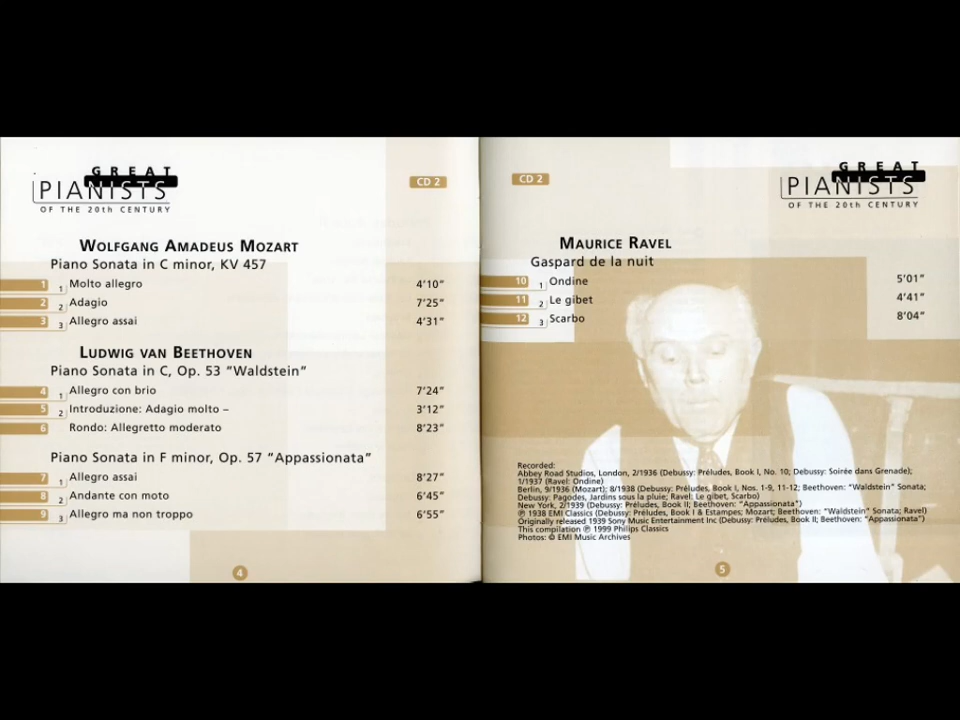 GREAT
PIANISTS
OF THE 20th CENTURY
CD 2
WOLFGANG AMADEUS MOZART
Piano Sonata in C minor, KV 457
1 1 Molto allegro 4’10”
2 2 Adagio 7’25”
3 3 Allegro assai 4’31”
LUDWIG VAN BEETHOVEN
Piano Sonata in C, Op. 53 “Waldstein”
4 1 Allegro con brio 7’24”
5 2 Introduzione: Adagio molto – 3’12”
6 Rondo: Allegretto moderato 8’23”
Piano Sonata in F minor, Op. 57 “Appassionata”
7 1 Allegro assai 8’27”
8 2 Andante con moto 6’45”
9 3 Allegro ma non troppo 6’55”
4
CD 2
GREAT
PIANISTS
OF THE 20th CENTURY
MAURICE RAVEL
Gaspard de la nuit
10 1 Ondine 5’01”
11 2 Le gibet 4’41”
12 3 Scarbo 8’04”
Recorded:
Abbey Road Studios, London, 2/1936 (Debussy: Préludes, Book I, No. 10; Debussy: Soirée dans Grenade);
1/1937 (Ravel: Ondine)
Berlin, 9/1936 (Mozart); 8/1938 (Debussy: Préludes, Book I, Nos. 1-9, 11-12; Beethoven: “Waldstein” Sonata;
Debussy: Pagodes, Jardins sous la pluie; Ravel: Le gibet, Scarbo)
New York, 2/1939 (Debussy: Préludes, Book II; Beethoven: “Appassionata”)
℗ 1938 EMI Classics (Debussy: Préludes, Book I & Estampes; Mozart; Beethoven: “Waldstein” Sonata; Ravel)
Originally released 1939 Sony Music Entertainment Inc (Debussy: Préludes, Book II; Beethoven: “Appassionata”)
This compilation ℗ 1999 Philips Classics
Photos: © EMI Music Archives
5